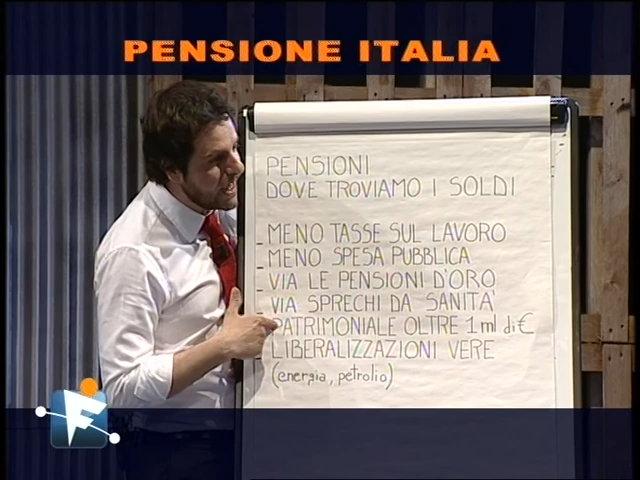 PENSIONE ITALIA
PENSIONI
DOVE TROVIAMO I SOLDI
- MENO TASSE SUL LAVORO
- MENO SPESA PUBBLICA
- VIA LE PENSIONI D'ORO
- VIA SPRECHI DA SANITA'
- PATRIMONIALE OLTRE 1 ml di €
- LIBERALIZZAZIONI VERE
(energia, petrolio)
F